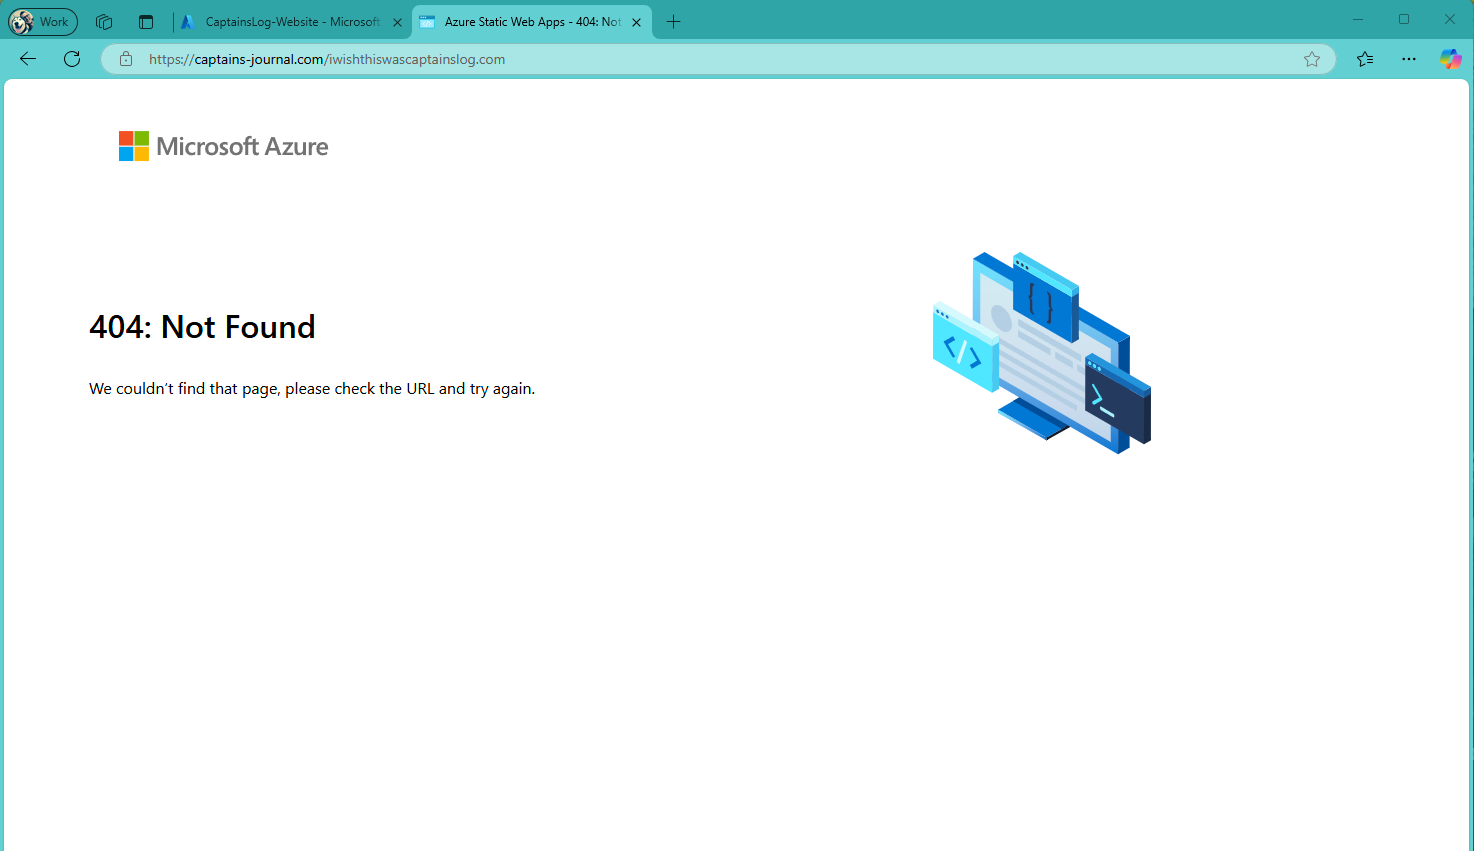 Work
CaptainsLog-Website - Microsoft
Azure Static Web Apps - 404: Not
https://captains-journal.com/iwishthiswascaptainslog.com
Microsoft Azure
404: Not Found
We couldn’t find that page, please check the URL and try again.
{ }
</>
>_